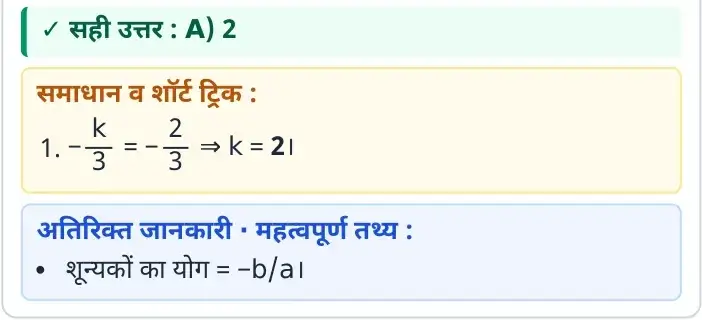 ✓ सही उत्तर : A) 2
समाधान व शॉर्ट ट्रिक :
1. −k/3 = −2/3 ⇒ k = 2।
अतिरिक्त जानकारी · महत्वपूर्ण तथ्य :
• शून्यकों का योग = −b/a।